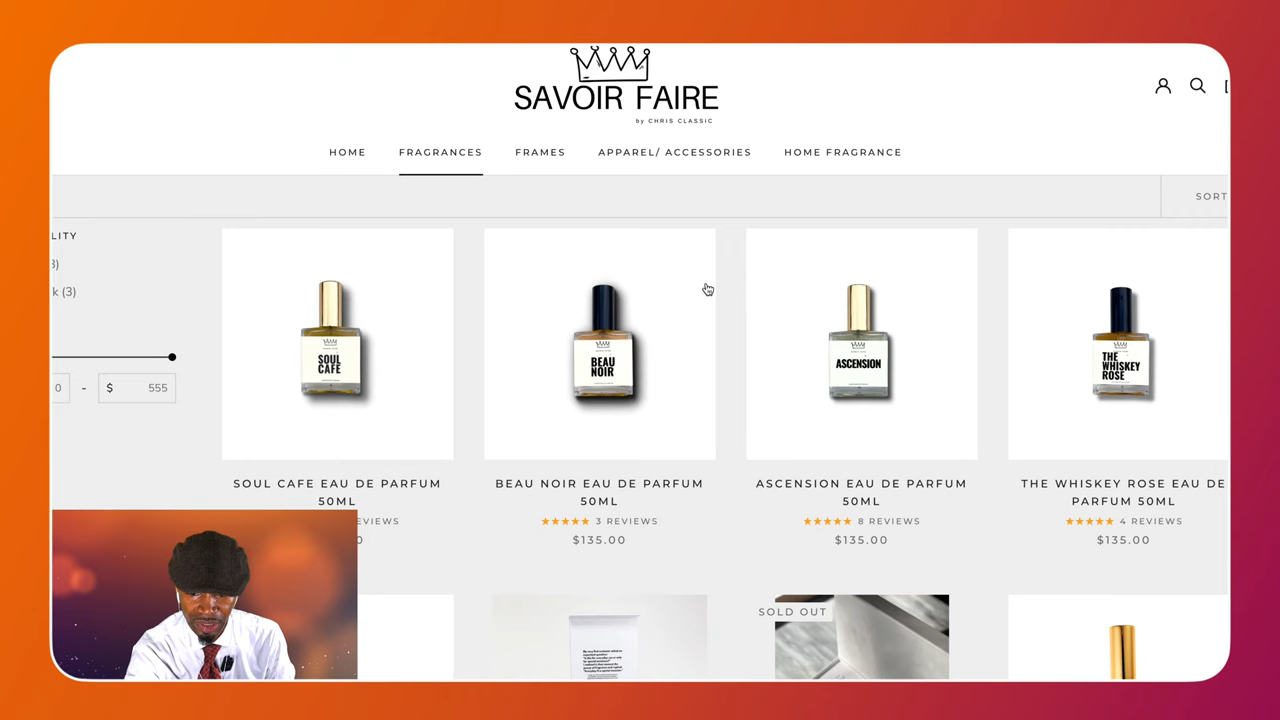 SAVOIR FAIRE
by CHRIS CLASSIC
HOME FRAGRANCES FRAMES APPAREL/ ACCESSORIES HOME FRAGRANCE
SORT
LITY
3)
k (3)
0 - $ 555
SOUL
CAFE
BEAU
NOIR
ASCENSION
THE
WHISKEY
ROSE
SOUL CAFE EAU DE PARFUM
50ML
EVIEWS
0
BEAU NOIR EAU DE PARFUM
50ML
★★★★★ 3 REVIEWS
$135.00
ASCENSION EAU DE PARFUM
50ML
★★★★★ 8 REVIEWS
$135.00
THE WHISKEY ROSE EAU DE
PARFUM 50ML
★★★★★ 4 REVIEWS
$135.00
SOLD OUT